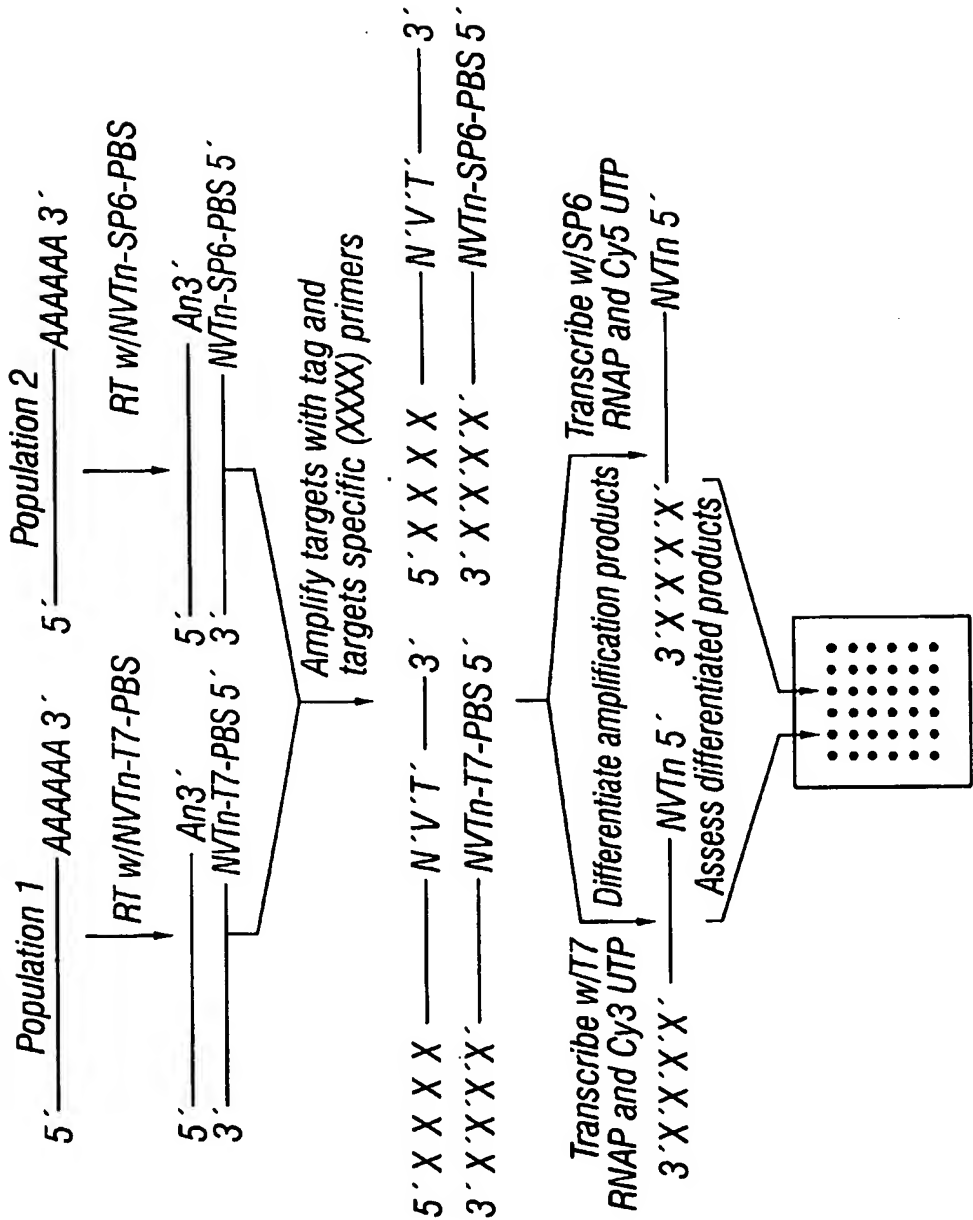 Population 1
Population 2
5´ AAAAAA 3´
5´ AAAAAA 3´
RT w/NVTn-T7-PBS
RT w/NVTn-SP6-PBS
5´ An3´
3´ NVTn-T7-PBS 5´
5´ An3´
3´ NVTn-SP6-PBS 5´
Amplify targets with tag and
targets specific (XXXX) primers
5´ X X X X N´V´T´ 3´
3´ X´X´X´X´ NVTn-T7-PBS 5´
5´ X X X X N´V´T´ 3´
3´ X´X´X´X´ NVTn-SP6-PBS 5´
Transcribe w/T7
RNAP and Cy3 UTP
Differentiate amplification products
Transcribe w/SP6
RNAP and Cy5 UTP
3´X´X´X´X´ NVTn 5´
3´X´X´X´X´ NVTn 5´
Assess differentiated products